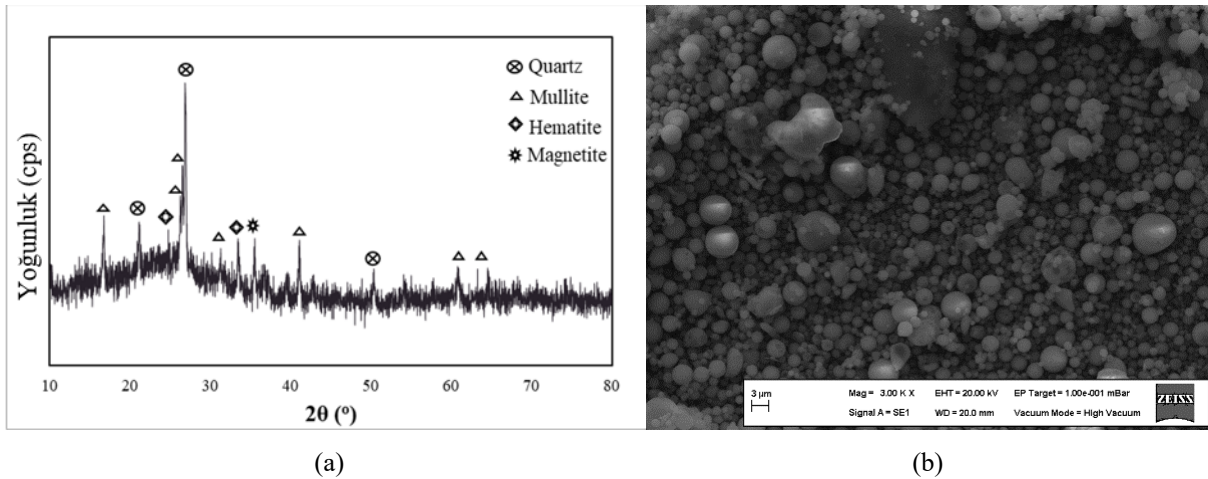 Quartz
Mullite
Hematite
Magnetite
Yoğunluk (cps)
10 20 30 40 50 60 70 80
2θ (º)
3 µm
Mag = 3.00 K X EHT = 20.00 kV EP Target = 1.00e-001 mBar
Signal A = SE1 WD = 20.0 mm Vacuum Mode = High Vacuum
ZEISS
(a) (b)